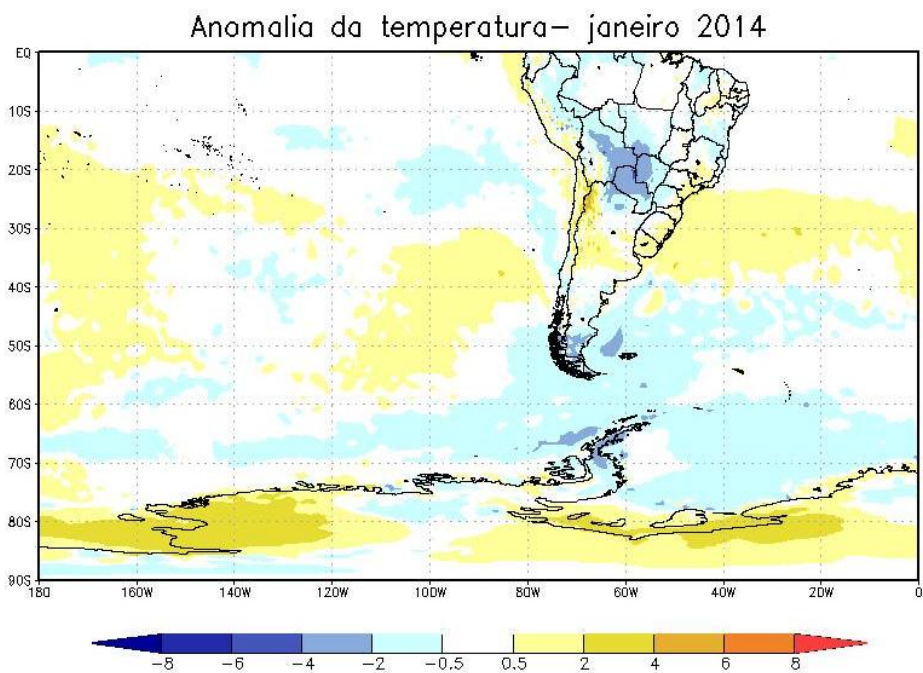 Anomalia da temperatura– janeiro 2014
EQ
10S
20S
30S
40S
50S
60S
70S
80S
90S
180 160W 140W 120W 100W 80W 60W 40W 20W 0
−8 −6 −4 −2 −0.5 0.5 2 4 6 8